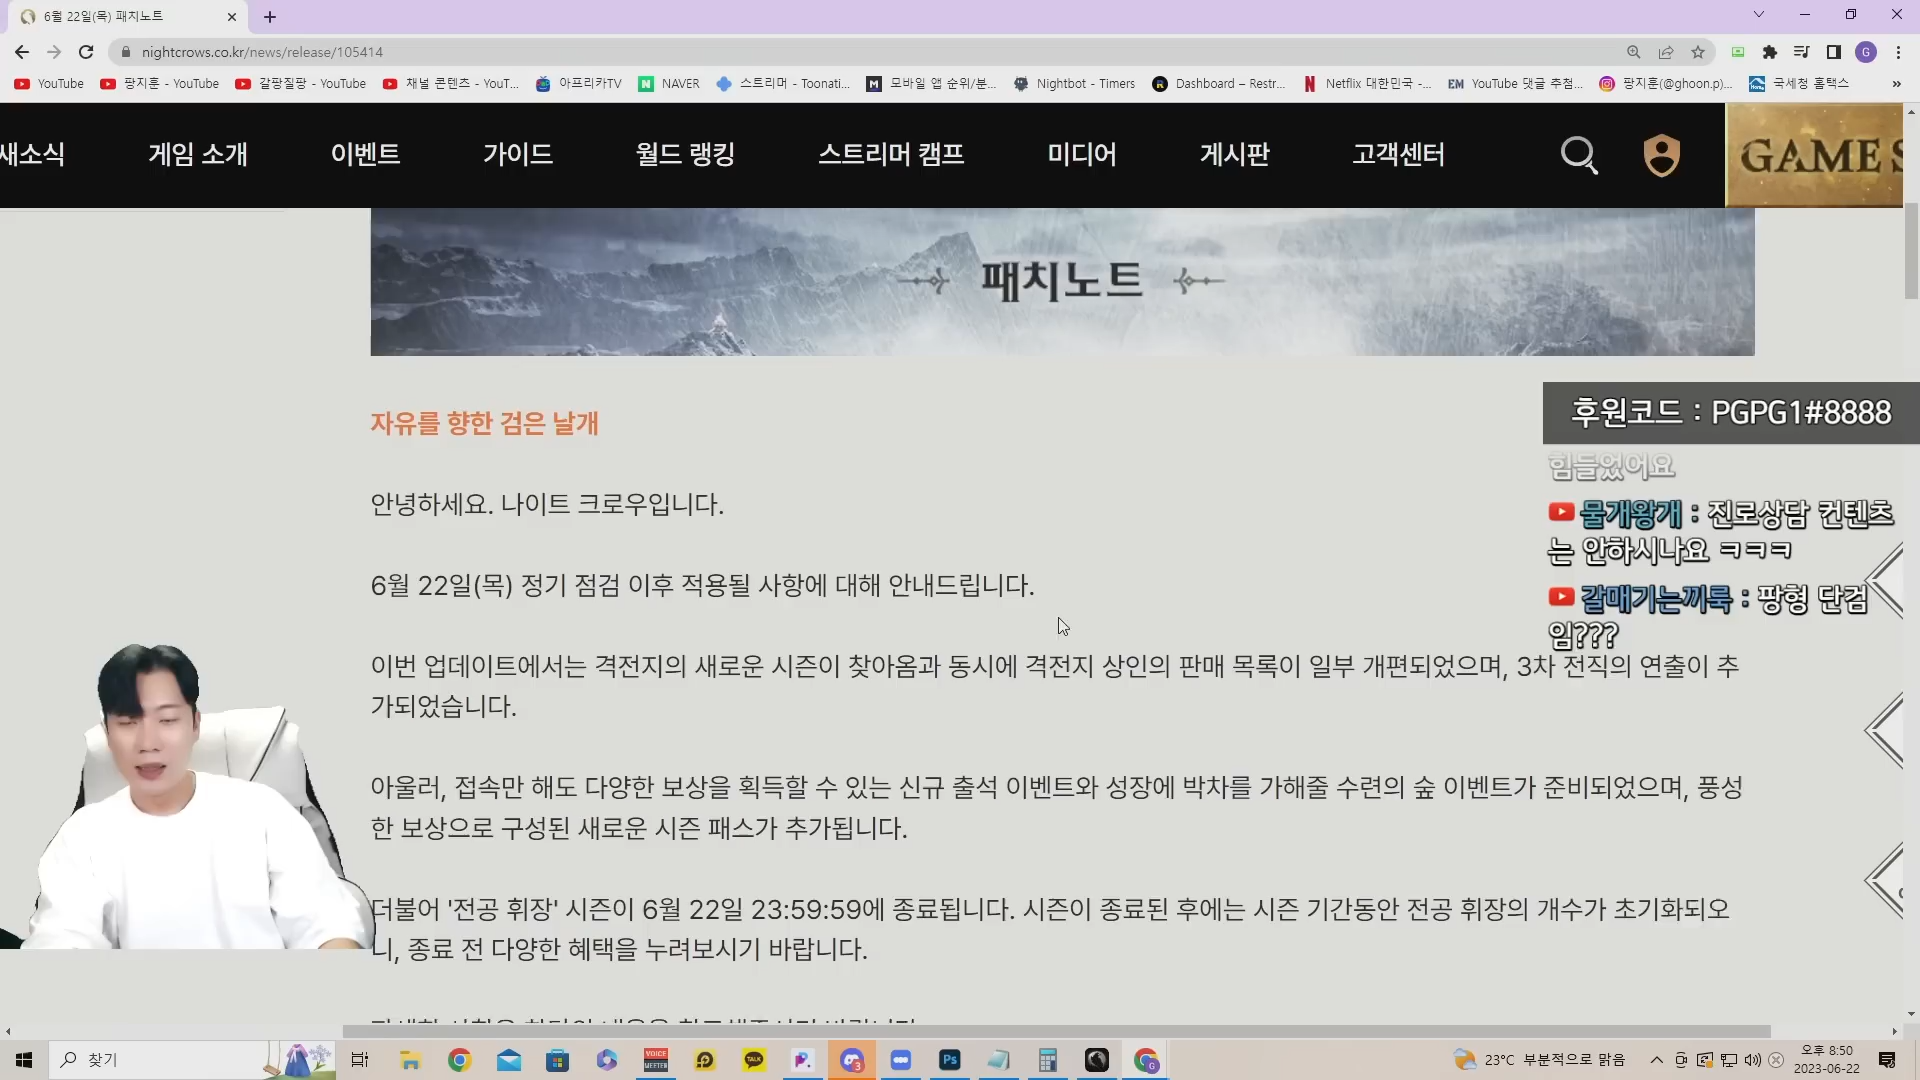 6월 22일(목) 패치노트
nightcrows.co.kr/news/release/105414
G
YouTube 팡지훈 - YouTube 갈팡질팡 - YouTube 채널 콘텐츠 - YouT... 아프리카TV NAVER 스트리머 - Toonati... 모바일 앱 순위/분... Nightbot - Timers Dashboard – Restr... Netflix 대한민국 -... YouTube 댓글 추첨... 팡지훈(@ghoon.p)... 국세청 홈택스
새소식 게임 소개 이벤트 가이드 월드 랭킹 스트리머 캠프 미디어 게시판 고객센터 GAME S
패치노트
자유를 향한 검은 날개
후원코드 : PGPG1#8888
힘들었어요
물개왕개 : 진로상담 컨텐츠
는 안하시나요 ㅋㅋㅋ
갈매기는끼룩 : 팡형 단검
임???
안녕하세요. 나이트 크로우입니다.
6월 22일(목) 정기 점검 이후 적용될 사항에 대해 안내드립니다.
이번 업데이트에서는 격전지의 새로운 시즌이 찾아옴과 동시에 격전지 상인의 판매 목록이 일부 개편되었으며, 3차 전직의 연출이 추
가되었습니다.
아울러, 접속만 해도 다양한 보상을 획득할 수 있는 신규 출석 이벤트와 성장에 박차를 가해줄 수련의 숲 이벤트가 준비되었으며, 풍성
한 보상으로 구성된 새로운 시즌 패스가 추가됩니다.
더불어 '전공 휘장' 시즌이 6월 22일 23:59:59에 종료됩니다. 시즌이 종료된 후에는 시즌 기간동안 전공 휘장의 개수가 초기화되오
니, 종료 전 다양한 혜택을 누려보시기 바랍니다.
찾기
VOICE
MEETER
TALK
3
Ps
23°C 부분적으로 맑음
오후 8:50
2023-06-22